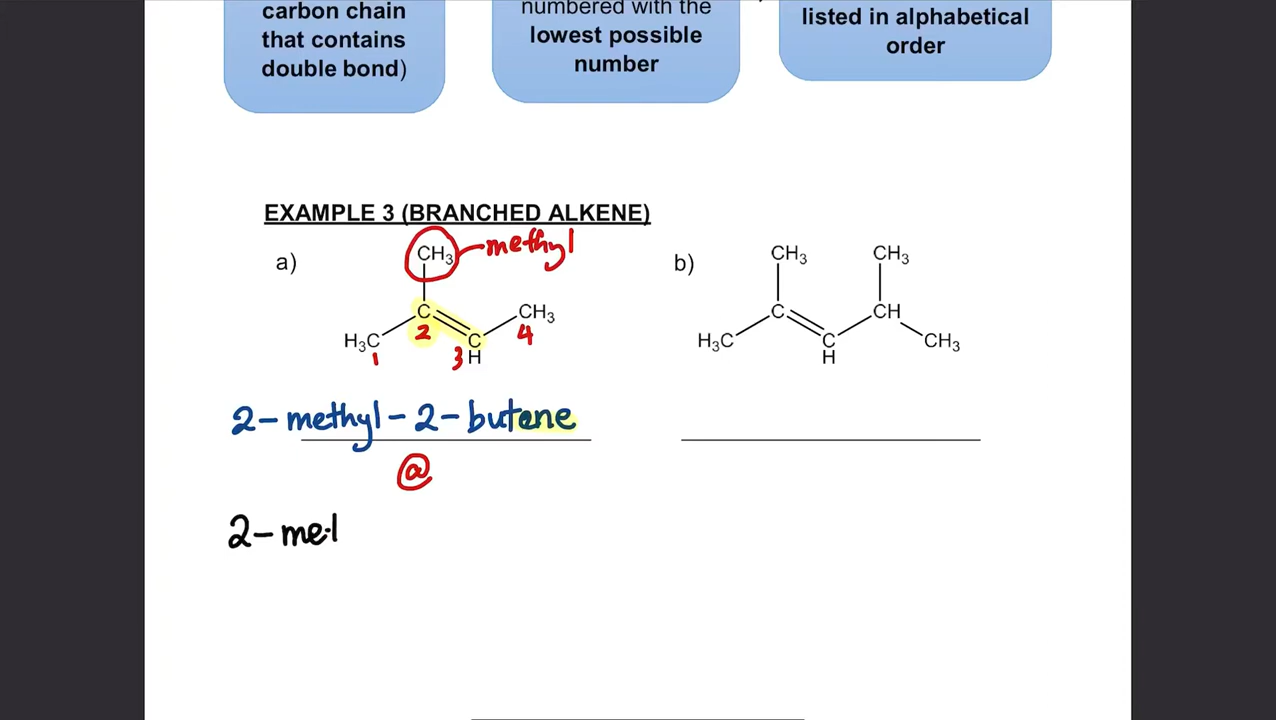 carbon chain
that contains
double bond)
numbered with the
lowest possible
number
listed in alphabetical
order
EXAMPLE 3 (BRANCHED ALKENE)
a)
CH3
methyl
C
CH3
H3C
C
H
1
2
3
4
2-methyl-2-butene
@
2-met
b)
CH3
CH3
C
CH
H3C
C
H
CH3